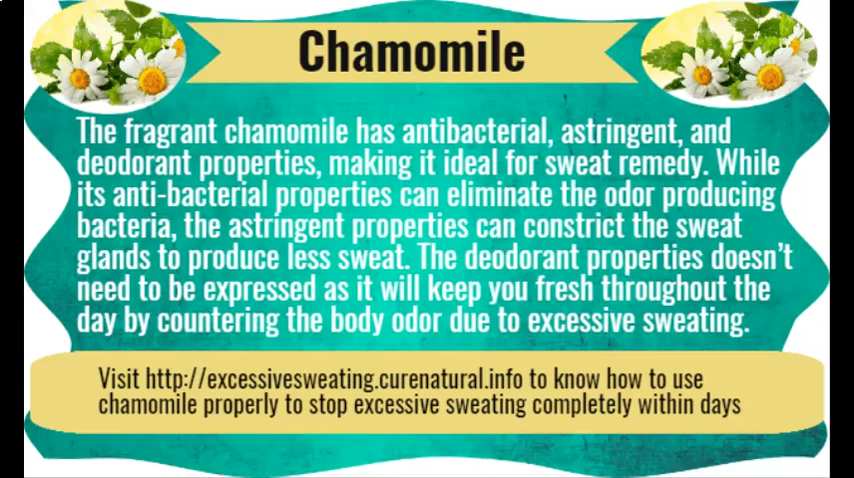 Chamomile
The fragrant chamomile has antibacterial, astringent, and
deodorant properties, making it ideal for sweat remedy. While
its anti-bacterial properties can eliminate the odor producing
bacteria, the astringent properties can constrict the sweat
glands to produce less sweat. The deodorant properties doesn't
need to be expressed as it will keep you fresh throughout the
day by countering the body odor due to excessive sweating.
Visit http://excessivesweating.curenatural.info to know how to use
chamomile properly to stop excessive sweating completely within days